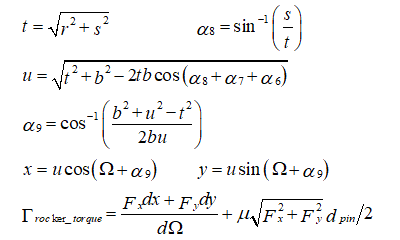 t = √(r² + s²)    α₈ = sin⁻¹(s/t)
u = √(t² + b² − 2tb cos(α₈ + α₇ + α₆))
α₉ = cos⁻¹((b² + u² − t²)/(2bu))
x = u cos(Ω + α₉)    y = u sin(Ω + α₉)
Γ_rocker_torque = (F_x dx + F_y dy)/dΩ + μ√(F_x² + F_y²) d_pin/2